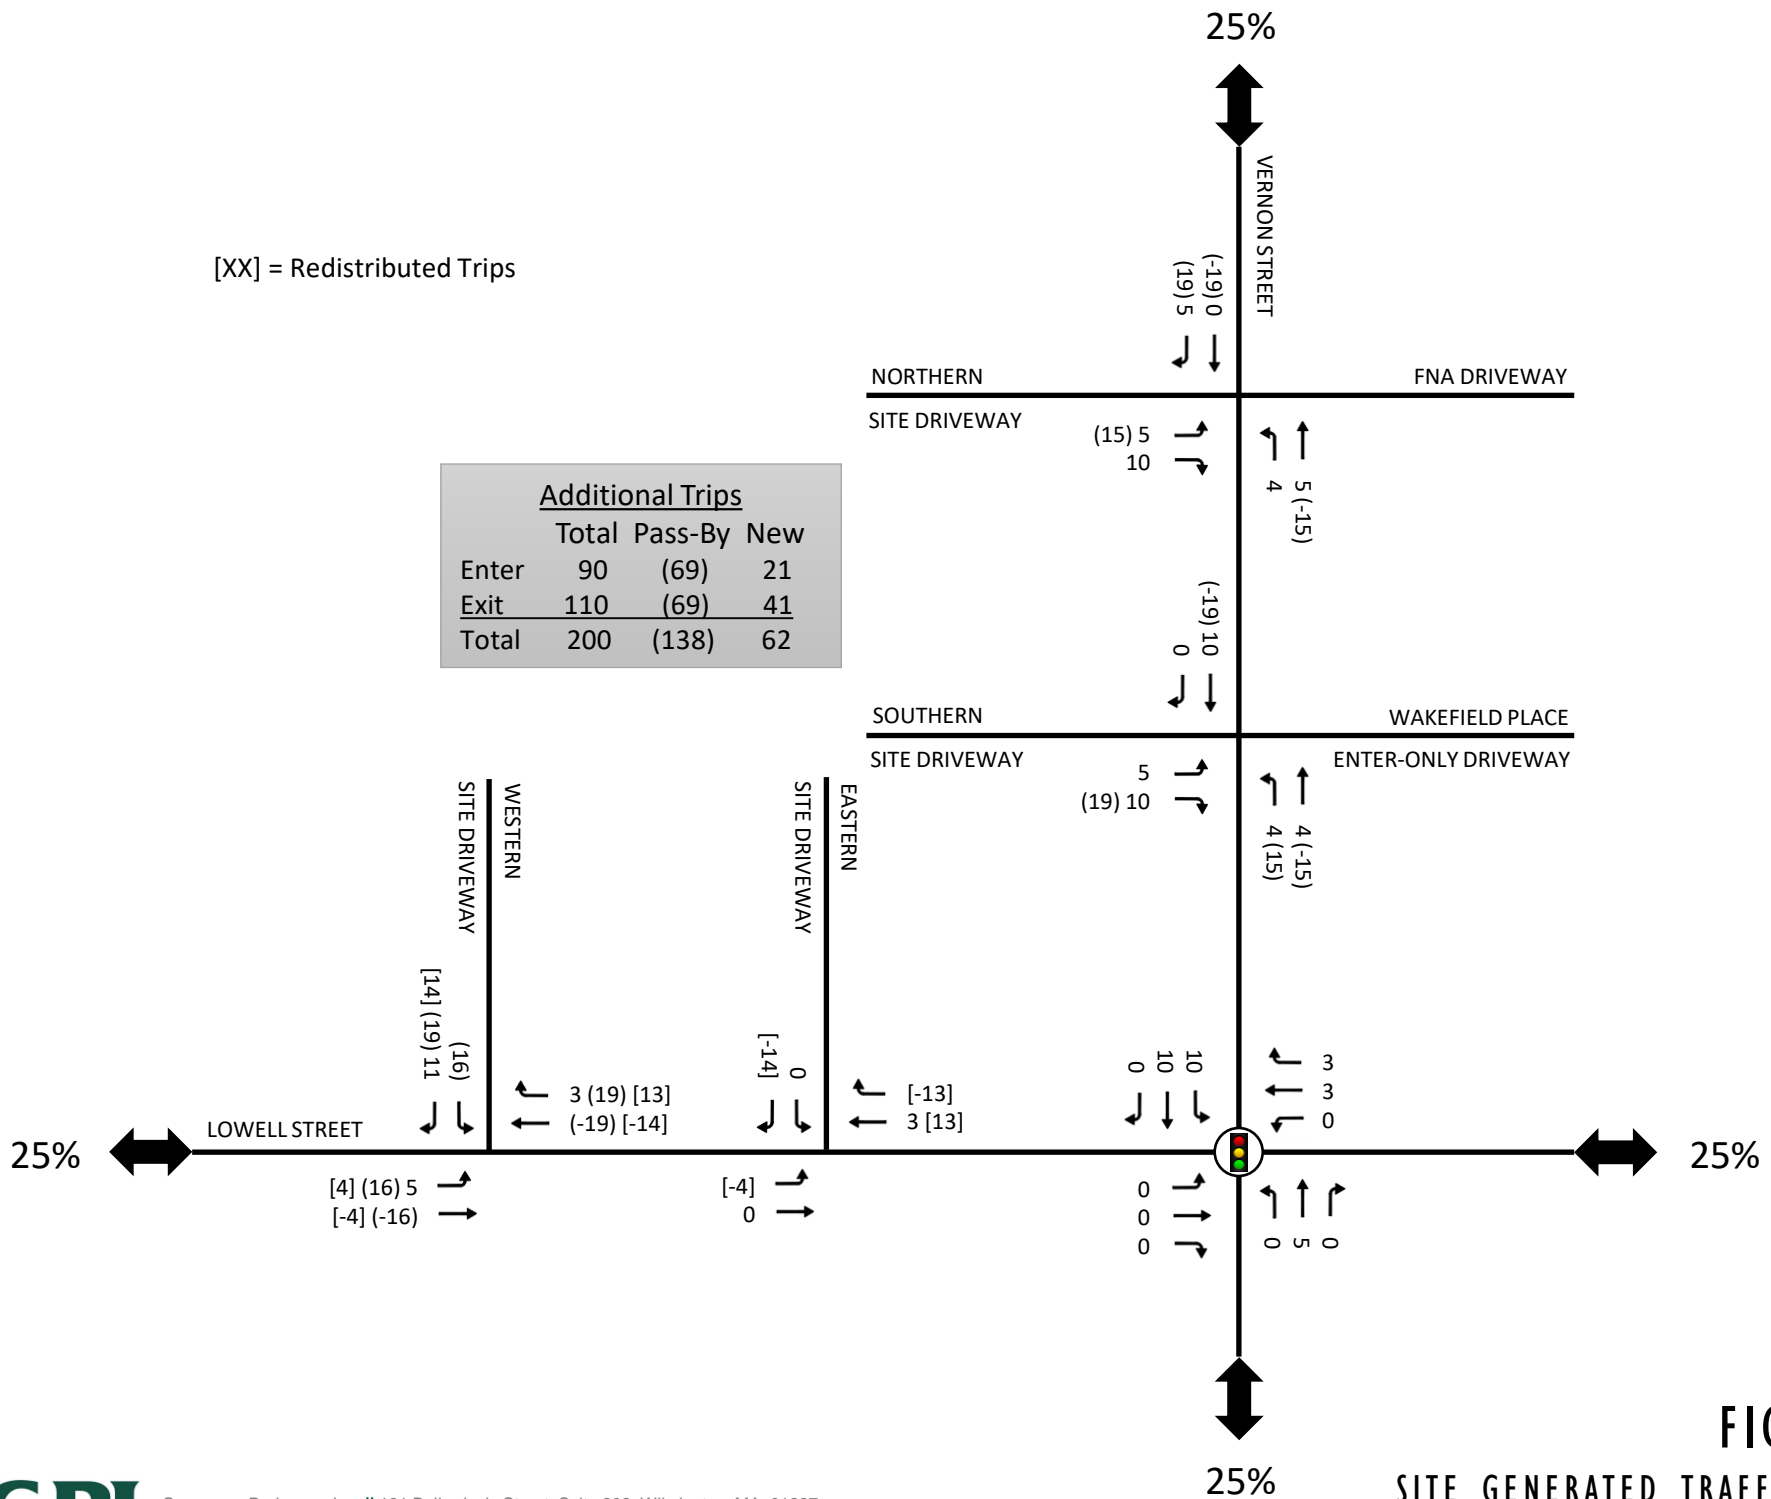 25%
VERNON STREET
[XX] = Redistributed Trips
(-19) 0
(19) 5
NORTHERN
FNA DRIVEWAY
SITE DRIVEWAY
(15) 5
10
4
5 (-15)
Additional Trips
Total Pass-By New
Enter 90 (69) 21
Exit 110 (69) 41
Total 200 (138) 62
(-19) 10
0
SOUTHERN
WAKEFIELD PLACE
SITE DRIVEWAY
ENTER-ONLY DRIVEWAY
5
(19) 10
4 (15)
4 (-15)
WESTERN
SITE DRIVEWAY
EASTERN
SITE DRIVEWAY
[14] (19) 11
(16)
3 (19) [13]
(-19) [-14]
[-14]
0
[-13]
3 [13]
0
10
10
3
3
0
LOWELL STREET
25%
25%
[4] (16) 5
[-4] (-16)
[-4]
0
0
0
0
0
5
0
25%
SITE GENERATED